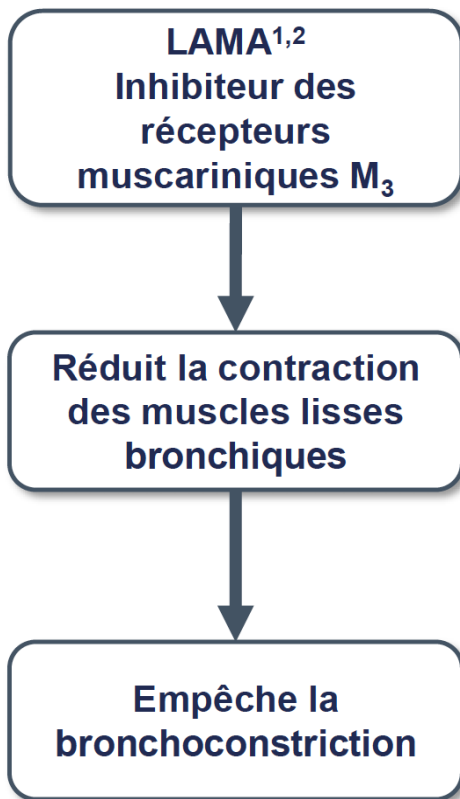 LAMA¹,²
Inhibiteur des
récepteurs
muscariniques M₃
Réduit la contraction
des muscles lisses
bronchiques
Empêche la
bronchoconstriction